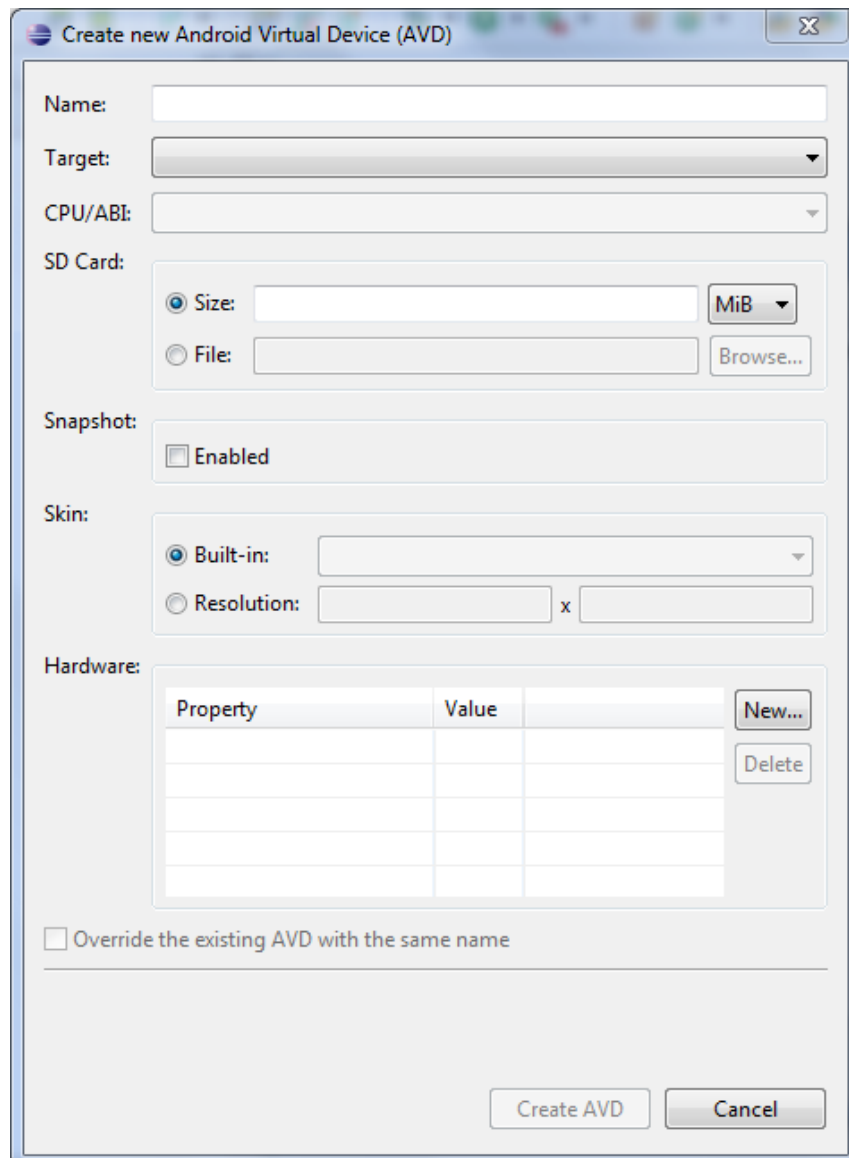 Create new Android Virtual Device (AVD)
Name:
Target:
CPU/ABI:
SD Card:
Size: MiB
File: Browse...
Snapshot:
Enabled
Skin:
Built-in:
Resolution: x
Hardware:
Property Value New...
Delete
Override the existing AVD with the same name
Create AVD Cancel